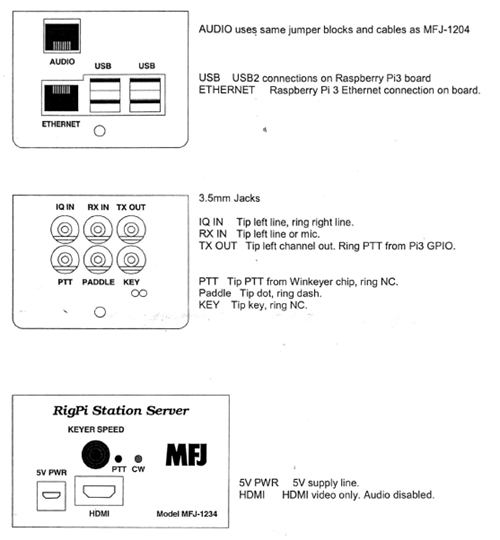 AUDIO uses same jumper blocks and cables as MFJ-1204
AUDIO
USB USB
USB USB2 connections on Raspberry Pi3 board
ETHERNET Raspberry Pi 3 Ethernet connection on board.
ETHERNET
3.5mm Jacks
IQ IN RX IN TX OUT
IQ IN Tip left line, ring right line.
RX IN Tip left line or mic.
TX OUT Tip left channel out. Ring PTT from Pi3 GPIO.
PTT PADDLE KEY
PTT Tip PTT from Winkeyer chip, ring NC.
Paddle Tip dot, ring dash.
KEY Tip key, ring NC.
RigPi Station Server
KEYER SPEED
PTT CW
MFJ
5V PWR
HDMI
Model MFJ-1234
5V PWR 5V supply line.
HDMI HDMI video only. Audio disabled.